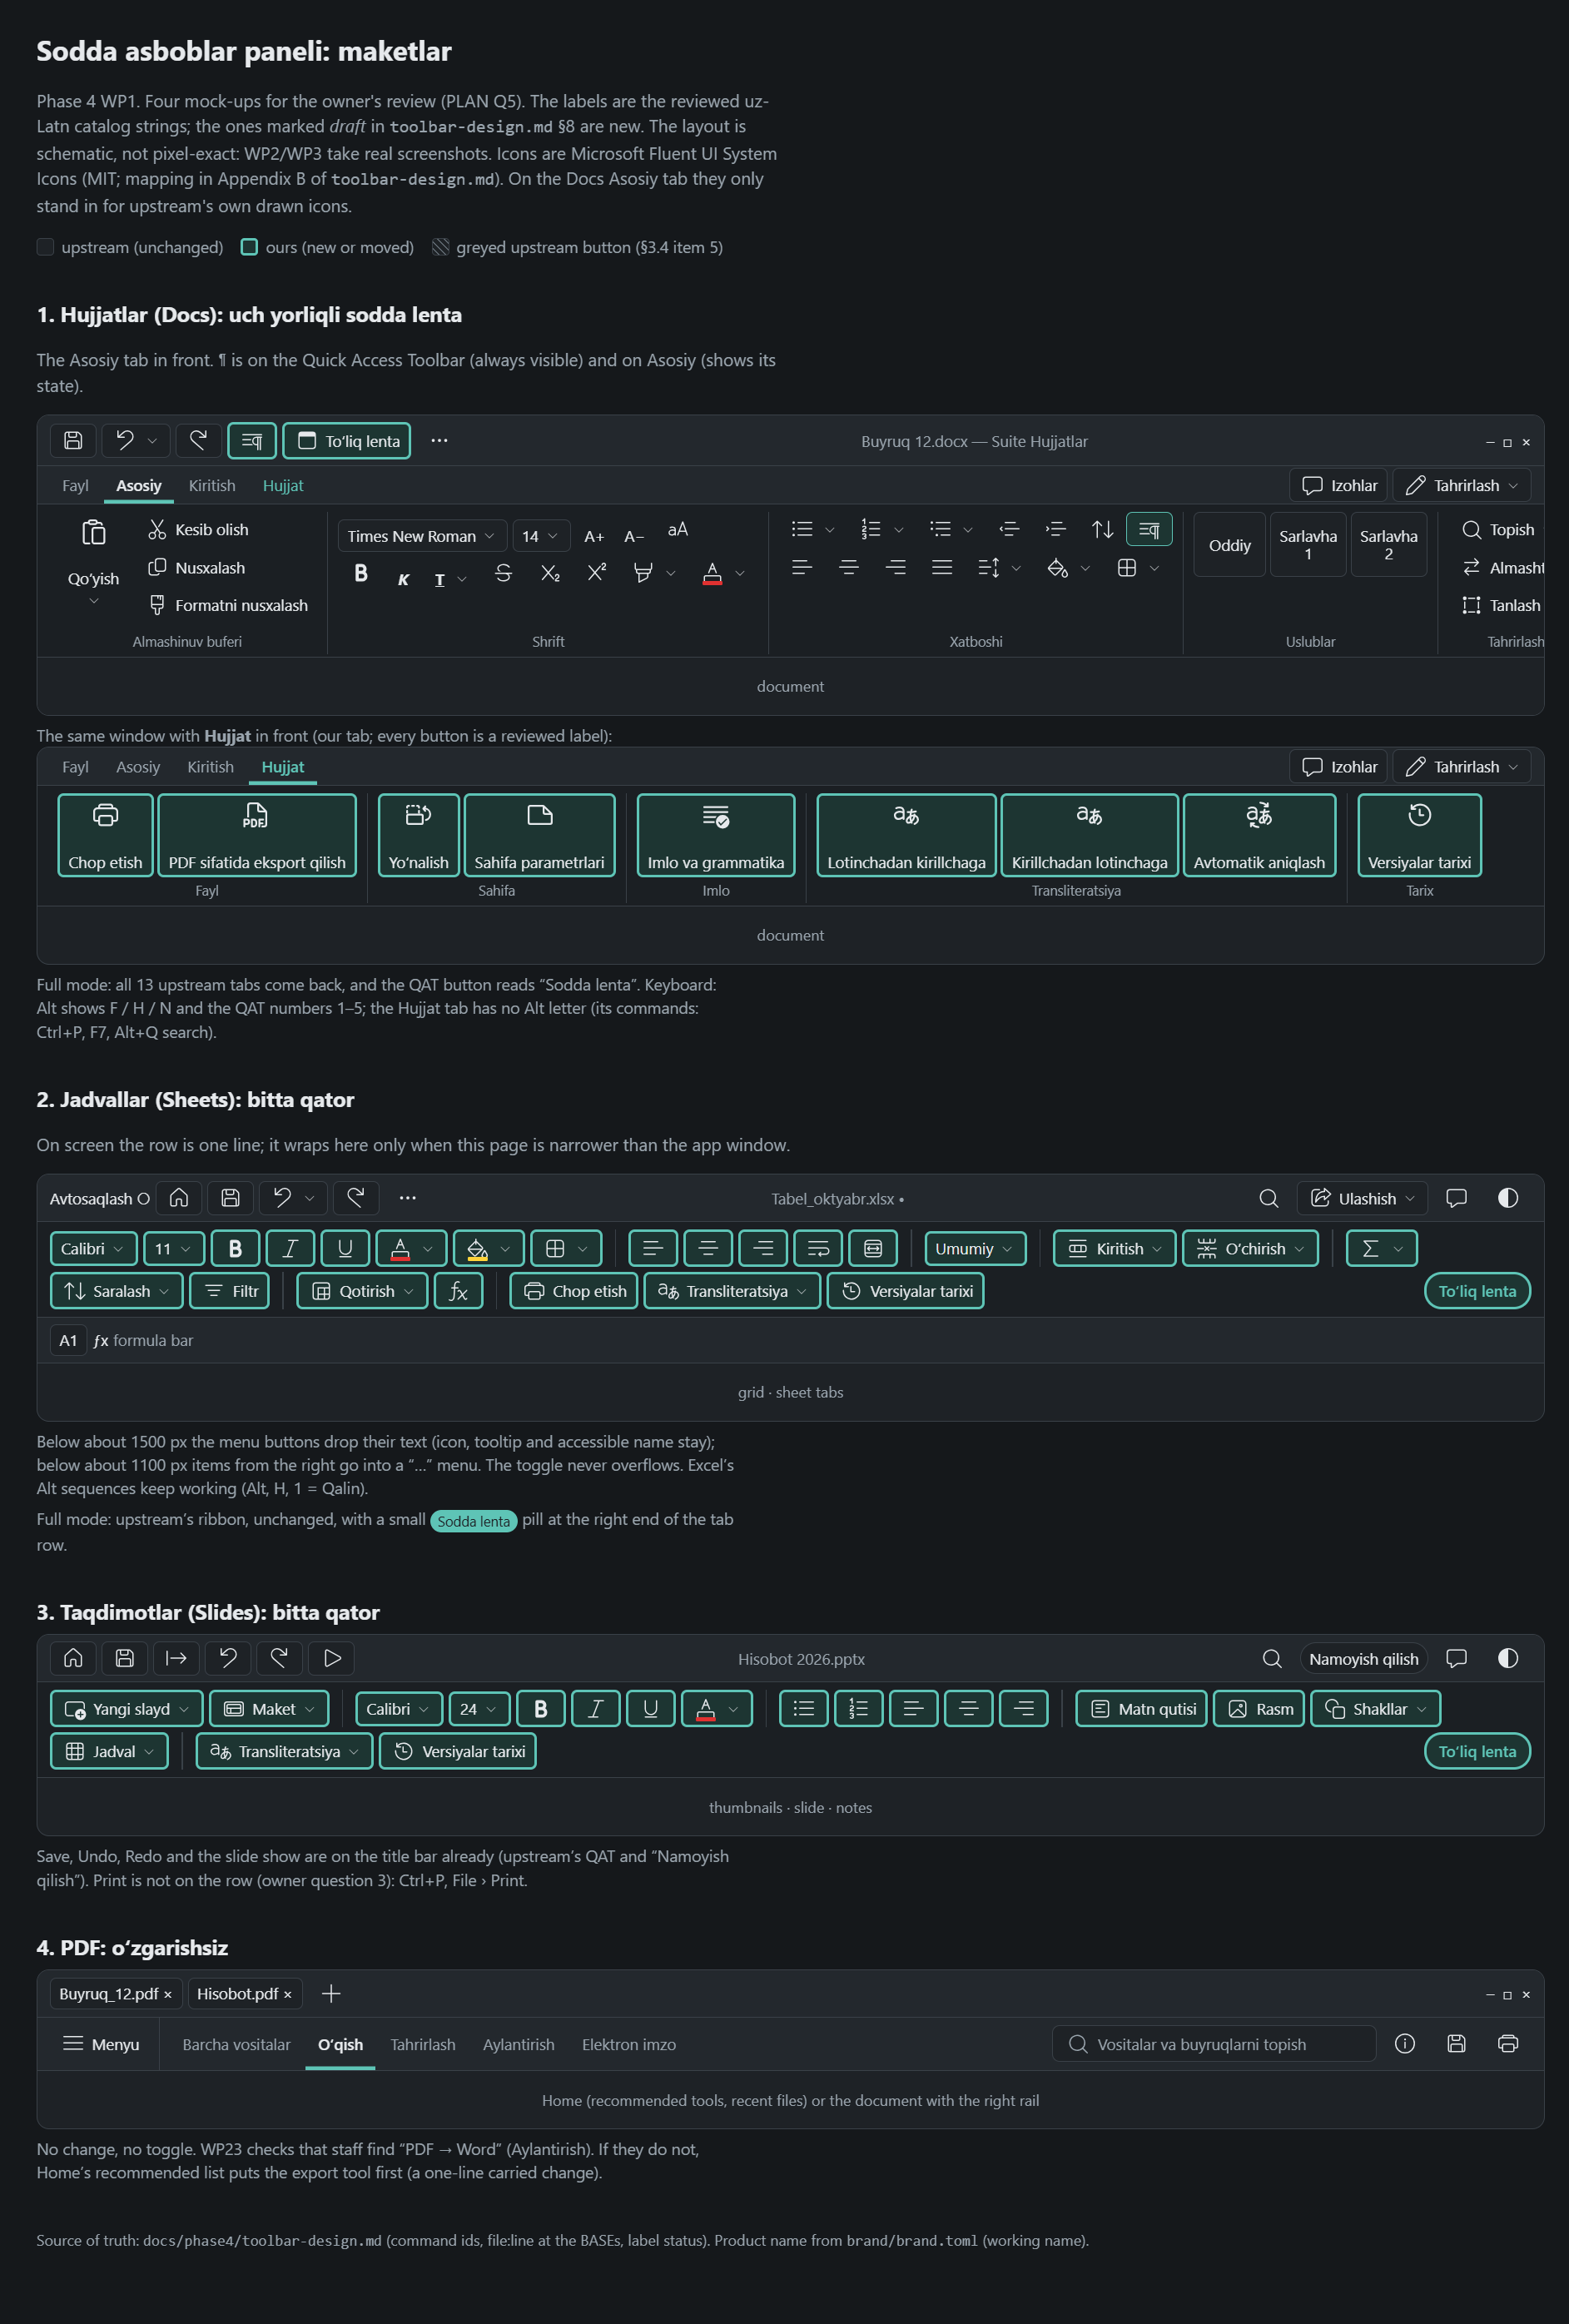 Sodda asboblar paneli: maketlar
Phase 4 WP1. Four mock-ups for the owner's review (PLAN Q5). The labels are the reviewed uz-
Latn catalog strings; the ones marked draft in toolbar-design.md §8 are new. The layout is
schematic, not pixel-exact: WP2/WP3 take real screenshots. Icons are Microsoft Fluent UI System
Icons (MIT; mapping in Appendix B of toolbar-design.md). On the Docs Asosiy tab they only
stand in for upstream's own drawn icons.
upstream (unchanged) ours (new or moved) greyed upstream button (§3.4 item 5)
1. Hujjatlar (Docs): uch yorliqli sodda lenta
The Asosiy tab in front. ¶ is on the Quick Access Toolbar (always visible) and on Asosiy (shows its
state).
Toʻliq lenta ··· Buyruq 12.docx — Suite Hujjatlar
Fayl Asosiy Kiritish Hujjat Izohlar Tahrirlash
Qoʻyish Kesib olish Nusxalash Formatni nusxalash
Almashinuv buferi
Times New Roman 14 A+ A− aA
B K T S X₂ X² A
Shrift
Xatboshi
Oddiy Sarlavha 1 Sarlavha 2
Uslublar
Topish
Almasht
Tanlash
Tahrirlash
document
The same window with Hujjat in front (our tab; every button is a reviewed label):
Fayl Asosiy Kiritish Hujjat Izohlar Tahrirlash
Chop etish PDF sifatida eksport qilish Yoʻnalish Sahifa parametrlari Imlo va grammatika Lotinchadan kirillchaga Kirillchadan lotinchaga Avtomatik aniqlash Versiyalar tarixi
Fayl Sahifa Imlo Transliteratsiya Tarix
document
Full mode: all 13 upstream tabs come back, and the QAT button reads “Sodda lenta”. Keyboard:
Alt shows F / H / N and the QAT numbers 1–5; the Hujjat tab has no Alt letter (its commands:
Ctrl+P, F7, Alt+Q search).
2. Jadvallar (Sheets): bitta qator
On screen the row is one line; it wraps here only when this page is narrower than the app window.
Avtosaqlash ··· Tabel_oktyabr.xlsx • Ulashish
Calibri 11 B I U A Umumiy Kiritish Oʻchirish Σ
Saralash Filtr Qotirish fx Chop etish Transliteratsiya Versiyalar tarixi Toʻliq lenta
A1 ƒx formula bar
grid · sheet tabs
Below about 1500 px the menu buttons drop their text (icon, tooltip and accessible name stay);
below about 1100 px items from the right go into a “…” menu. The toggle never overflows. Excel’s
Alt sequences keep working (Alt, H, 1 = Qalin).
Full mode: upstream’s ribbon, unchanged, with a small Sodda lenta pill at the right end of the tab
row.
3. Taqdimotlar (Slides): bitta qator
Hisobot 2026.pptx Namoyish qilish
Yangi slayd Maket Calibri 24 B I U A Matn qutisi Rasm Shakllar
Jadval Transliteratsiya Versiyalar tarixi Toʻliq lenta
thumbnails · slide · notes
Save, Undo, Redo and the slide show are on the title bar already (upstream’s QAT and “Namoyish
qilish”). Print is not on the row (owner question 3): Ctrl+P, File › Print.
4. PDF: oʻzgarishsiz
Buyruq_12.pdf × Hisobot.pdf ×
Menyu Barcha vositalar Oʻqish Tahrirlash Aylantirish Elektron imzo Vositalar va buyruqlarni topish
Home (recommended tools, recent files) or the document with the right rail
No change, no toggle. WP23 checks that staff find “PDF → Word” (Aylantirish). If they do not,
Home’s recommended list puts the export tool first (a one-line carried change).
Source of truth: docs/phase4/toolbar-design.md (command ids, file:line at the BASEs, label status). Product name from brand/brand.toml (working name).